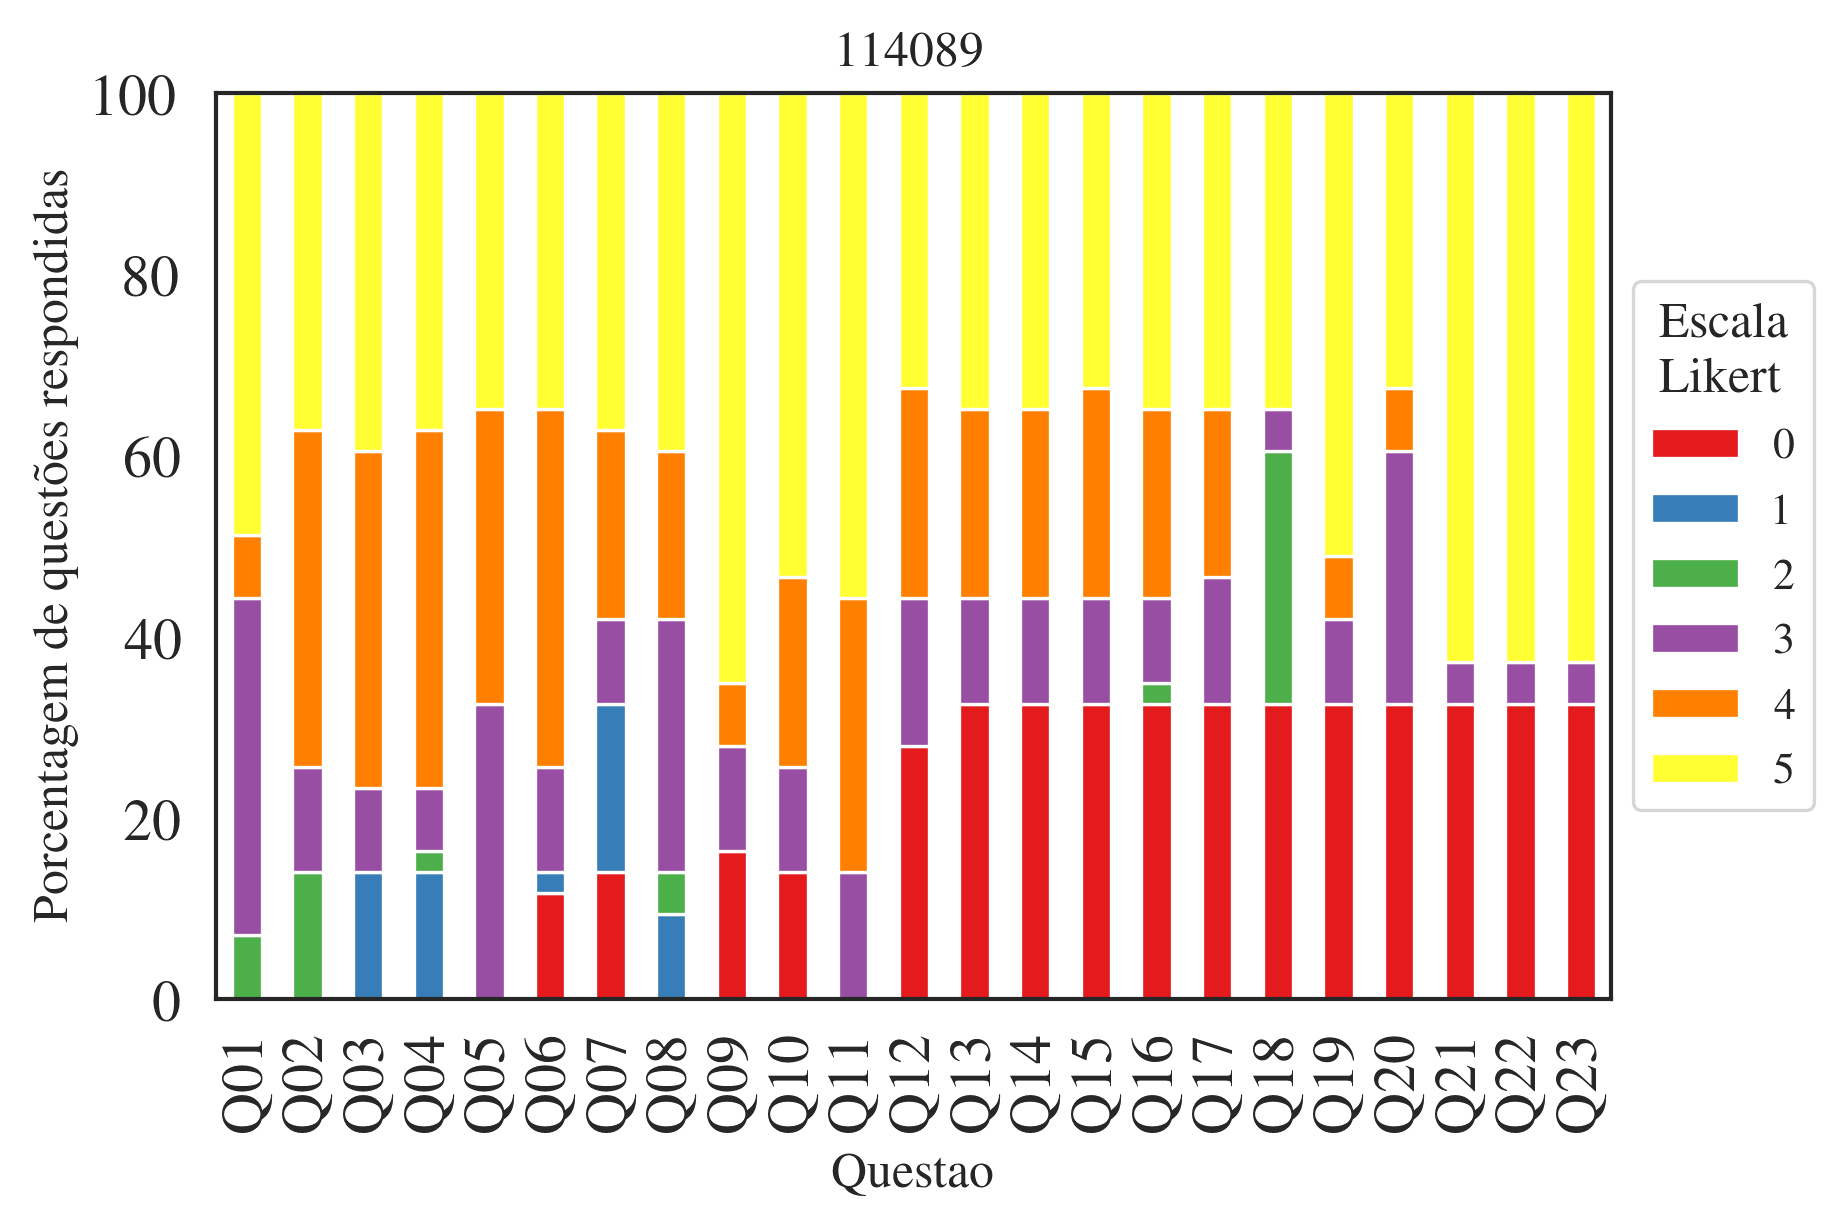 114089
Porcentagem de questões respondidas
100
80
60
40
20
0
Q01
Q02
Q03
Q04
Q05
Q06
Q07
Q08
Q09
Q10
Q11
Q12
Q13
Q14
Q15
Q16
Q17
Q18
Q19
Q20
Q21
Q22
Q23
Questao
Escala
Likert
0
1
2
3
4
5